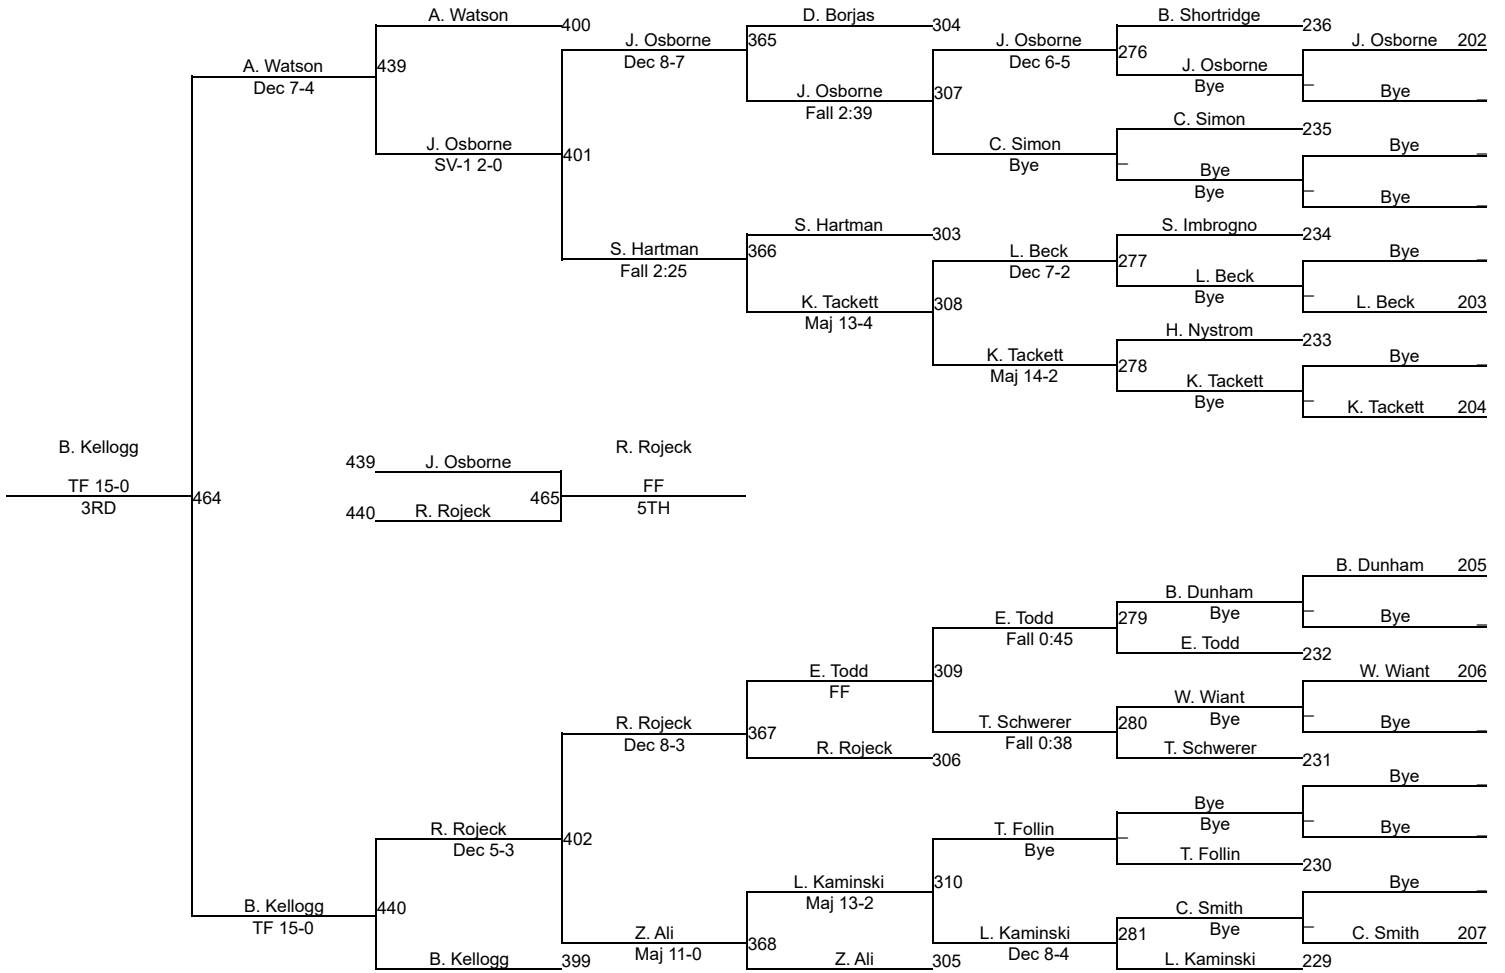 A. Watson
400
D. Borjas
304
B. Shortridge
236
J. Osborne
Dec 8-7
365
J. Osborne
Dec 6-5
276
J. Osborne 202
A. Watson
Dec 7-4
439
J. Osborne
Bye
J. Osborne
Fall 2:39
307
Bye
C. Simon
235
J. Osborne
SV-1 2-0
401
C. Simon
Bye
Bye
Bye
Bye
Bye
S. Hartman
303
S. Imbrogno
234
S. Hartman
Fall 2:25
366
L. Beck
Dec 7-2
277
Bye
L. Beck
Bye
K. Tackett
Maj 13-4
308
L. Beck 203
H. Nystrom
233
K. Tackett
Maj 14-2
278
Bye
K. Tackett
Bye
K. Tackett 204
B. Kellogg
TF 15-0
3RD
464
439 J. Osborne
440 R. Rojeck
465
R. Rojeck
FF
5TH
B. Dunham 205
B. Dunham
Bye
Bye
E. Todd
Fall 0:45
279
E. Todd
232
E. Todd
FF
309
W. Wiant 206
W. Wiant
Bye
Bye
R. Rojeck
Dec 8-3
367
T. Schwerer
Fall 0:38
280
R. Rojeck
306
T. Schwerer
231
Bye
Bye
Bye
Bye
R. Rojeck
Dec 5-3
402
T. Follin
Bye
T. Follin
230
L. Kaminski
Maj 13-2
310
Bye
B. Kellogg
TF 15-0
440
C. Smith
Bye
C. Smith 207
Z. Ali
Maj 11-0
368
L. Kaminski
Dec 8-4
281
B. Kellogg
399
Z. Ali
305
L. Kaminski
229